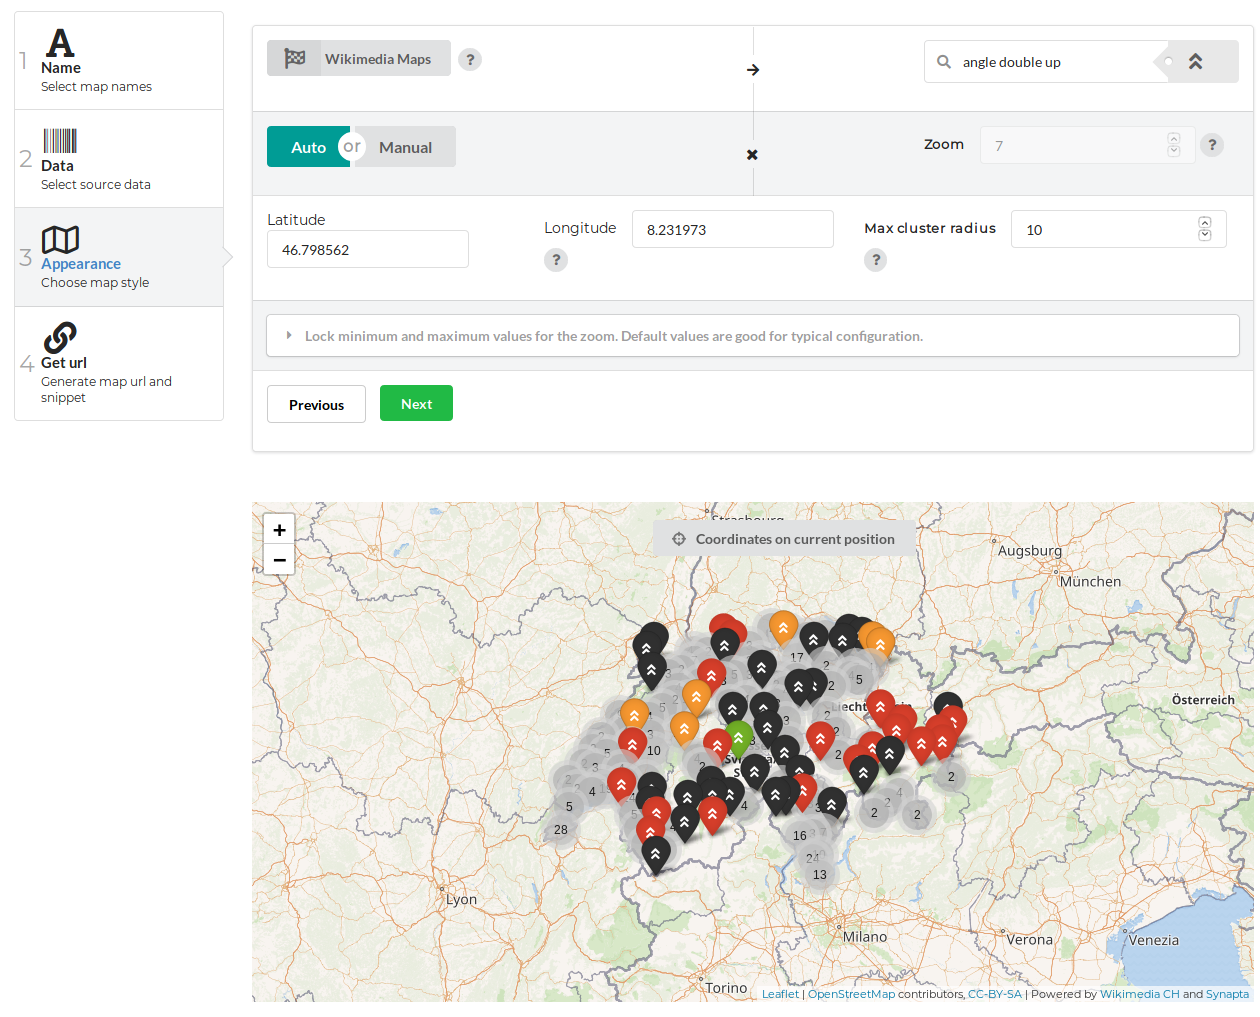 1
Name
Select map names
2
Data
Select source data
3
Appearance
Choose map style
4
Get url
Generate map url and
snippet
Wikimedia Maps ?
angle double up
Auto or Manual
Zoom 7 ?
Latitude
46.798562
Longitude 8.231973
?
Max cluster radius 10
?
Lock minimum and maximum values for the zoom. Default values are good for typical configuration.
Previous Next
+
−
Strasbourg
Coordinates on current position
Augsburg
München
17
2
5
2
Österreich
2
3
2
10
2
5
3
2
4
5
28
4
2
2
2
16
24
13
Lyon
Milano
Verona
Venezia
Torino
Leaflet | OpenStreetMap contributors, CC-BY-SA | Powered by Wikimedia CH and Synapta